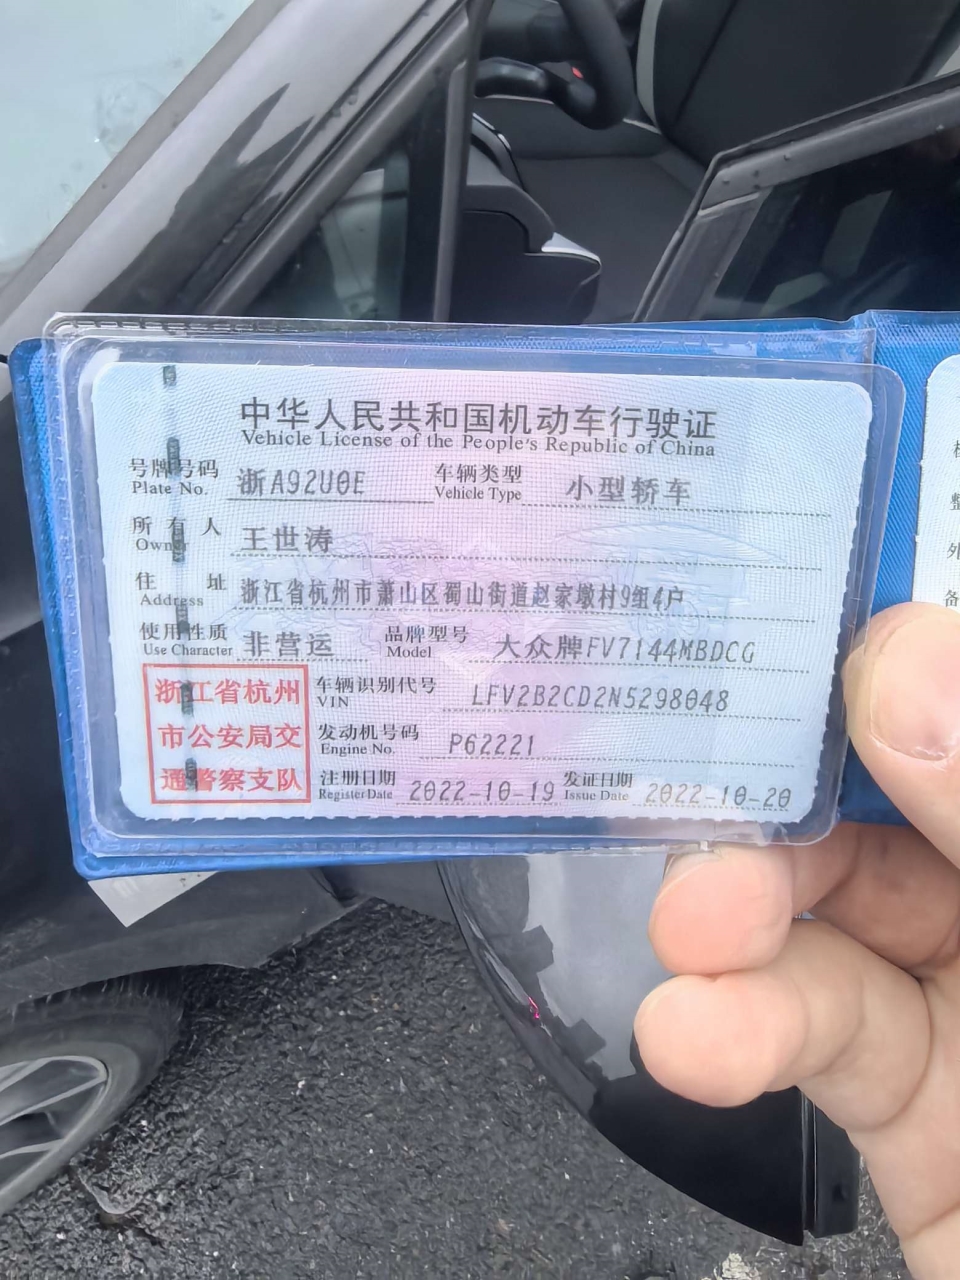 中华人民共和国机动车行驶证
Vehicle License of the People's Republic of China
号牌号码 浙A92U0E 车辆类型 小型轿车
Plate No. Vehicle Type
所有人 王世涛
Owner
住址 浙江省杭州市萧山区蜀山街道赵家墩村9组4户
Address
使用性质 非营运 品牌型号 大众牌FV7144MBDCG
Use Character Model
浙江省杭州 车辆识别代号 LFV2B2CD2N5298048
VIN
市公安局交 发动机号码 P62221
Engine No.
通警察支队 注册日期 2022-10-19 发证日期 2022-10-20
Register Date Issue Date
整
外
备